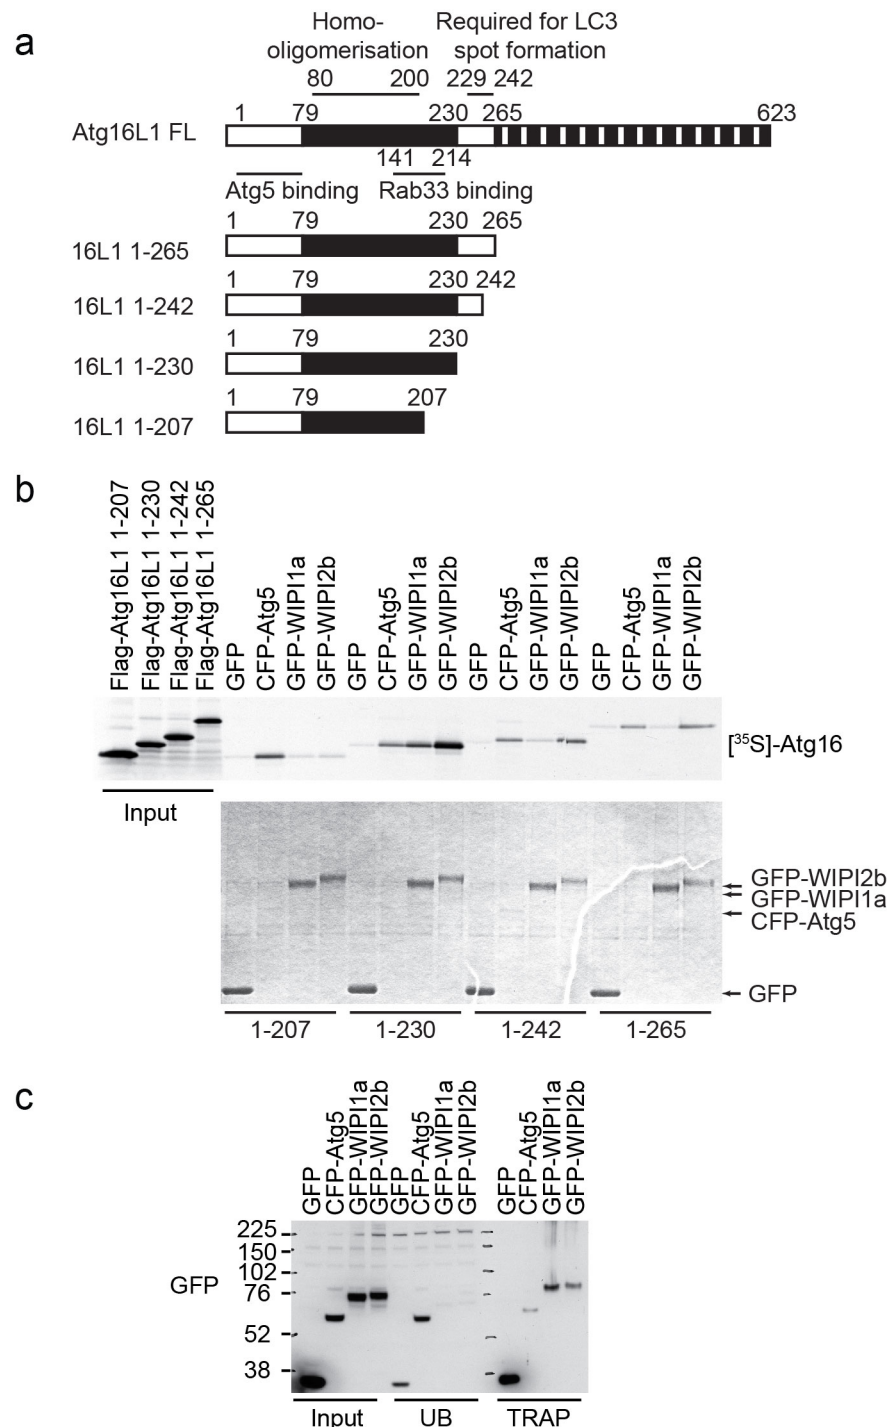 a
Homo-
oligomerisation
Required for LC3
spot formation
80 200 229 242
1 79 230 265 623
Atg16L1 FL
141 214
Atg5 binding Rab33 binding
1 79 230 265
16L1 1-265
1 79 230 242
16L1 1-242
1 79 230
16L1 1-230
1 79 207
16L1 1-207
b
Flag-Atg16L1 1-207
Flag-Atg16L1 1-230
Flag-Atg16L1 1-242
Flag-Atg16L1 1-265
GFP
CFP-Atg5
GFP-WIPI1a
GFP-WIPI2b
GFP
CFP-Atg5
GFP-WIPI1a
GFP-WIPI2b
GFP
CFP-Atg5
GFP-WIPI1a
GFP-WIPI2b
GFP
CFP-Atg5
GFP-WIPI1a
GFP-WIPI2b
[³⁵S]-Atg16
Input
GFP-WIPI2b
GFP-WIPI1a
CFP-Atg5
GFP
1-207 1-230 1-242 1-265
c
GFP
CFP-Atg5
GFP-WIPI1a
GFP-WIPI2b
GFP
CFP-Atg5
GFP-WIPI1a
GFP-WIPI2b
GFP
CFP-Atg5
GFP-WIPI1a
GFP-WIPI2b
225
150
102
GFP 76
52
38
Input UB TRAP